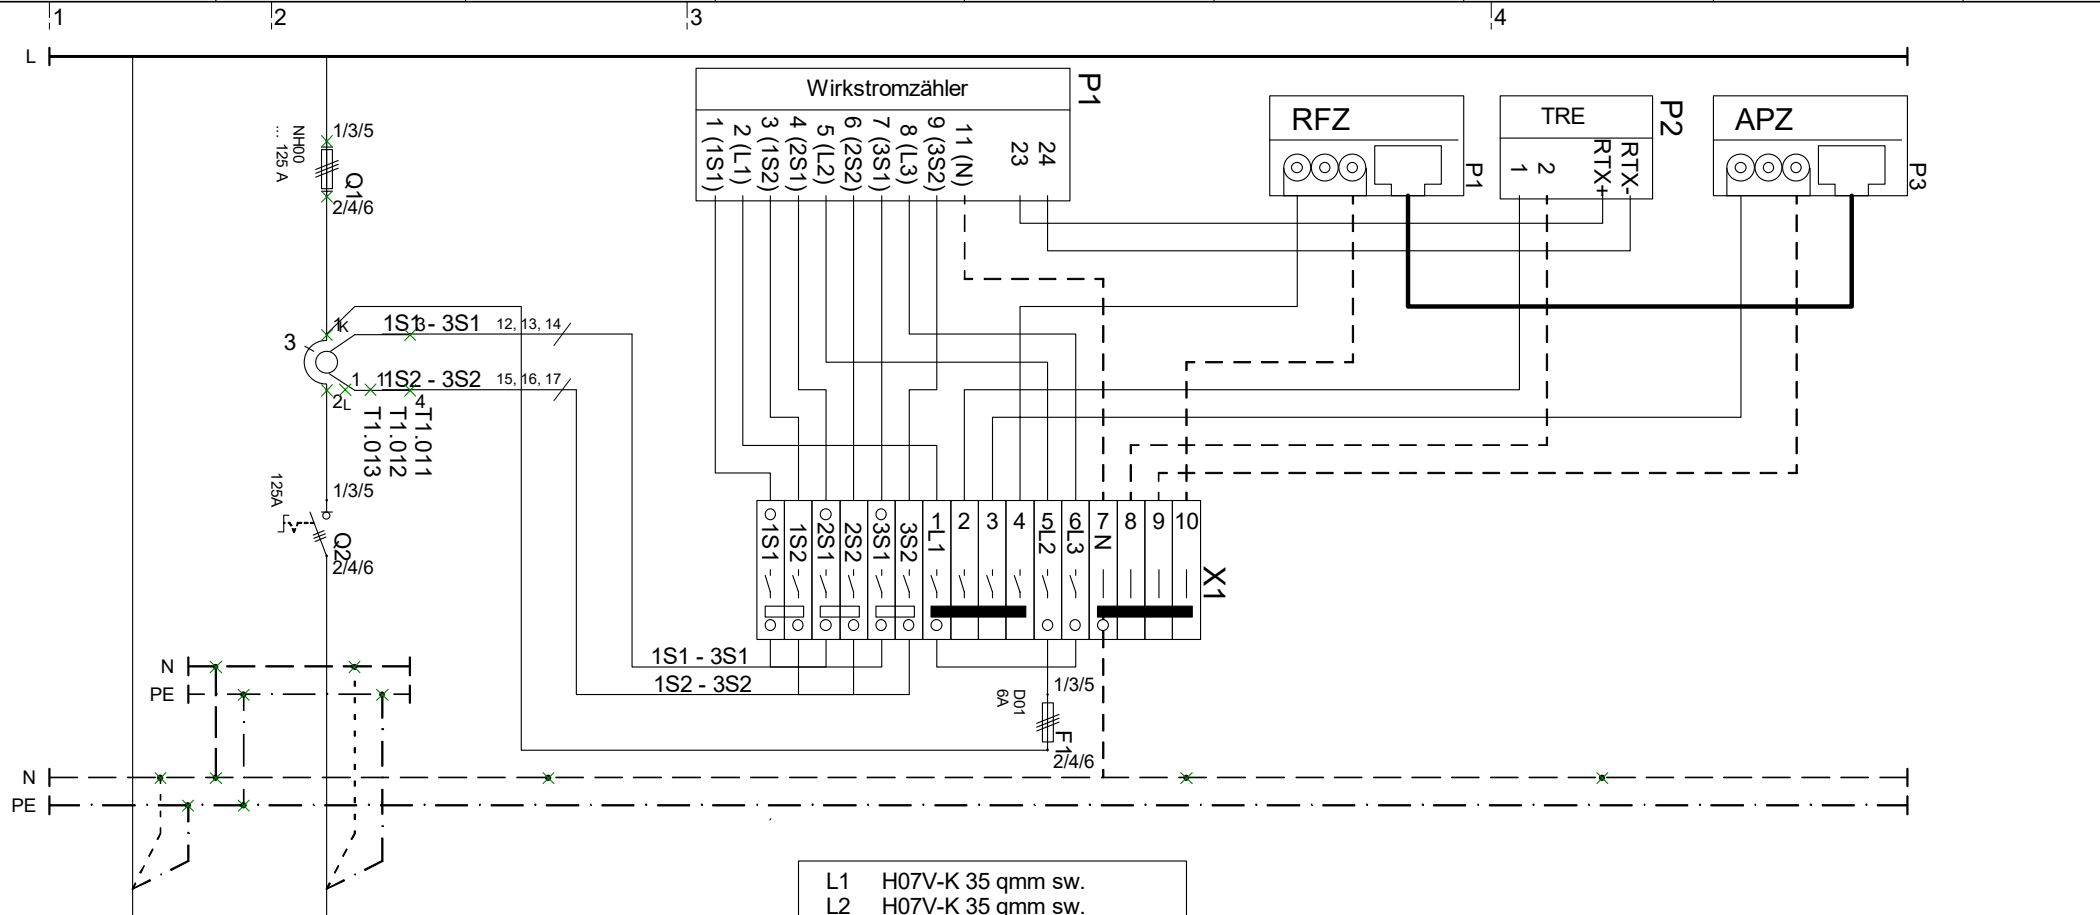 1
2
3
4
L
Wirkstromzähler
P1
1 (1S1)
2 (L1)
3 (1S2)
4 (2S1)
5 (L2)
6 (2S2)
7 (3S1)
8 (L3)
9 (3S2)
11 (N)
23
24
RFZ
P1
TRE
P2
1
2
RTX+
RTX-
APZ
P3
1/3/5
NH00
... 125 A
Q1
2/4/6
1
K
3
1S1 - 3S1
3
12, 13, 14
1
11
1S2 - 3S2
15, 16, 17
2
L
4
T1.011
T1.012
T1.013
125A
1/3/5
Q2
2/4/6
1S1
1S2
2S1
2S2
3S1
3S2
1
L1
2
3
4
5
L2
6
L3
7
N
8
9
10
X1
1S1 - 3S1
1S2 - 3S2
N
PE
1/3/5
D01
6A
F1
2/4/6
N
PE
L1 H07V-K 35 qmm sw.
L2 H07V-K 35 qmm sw.